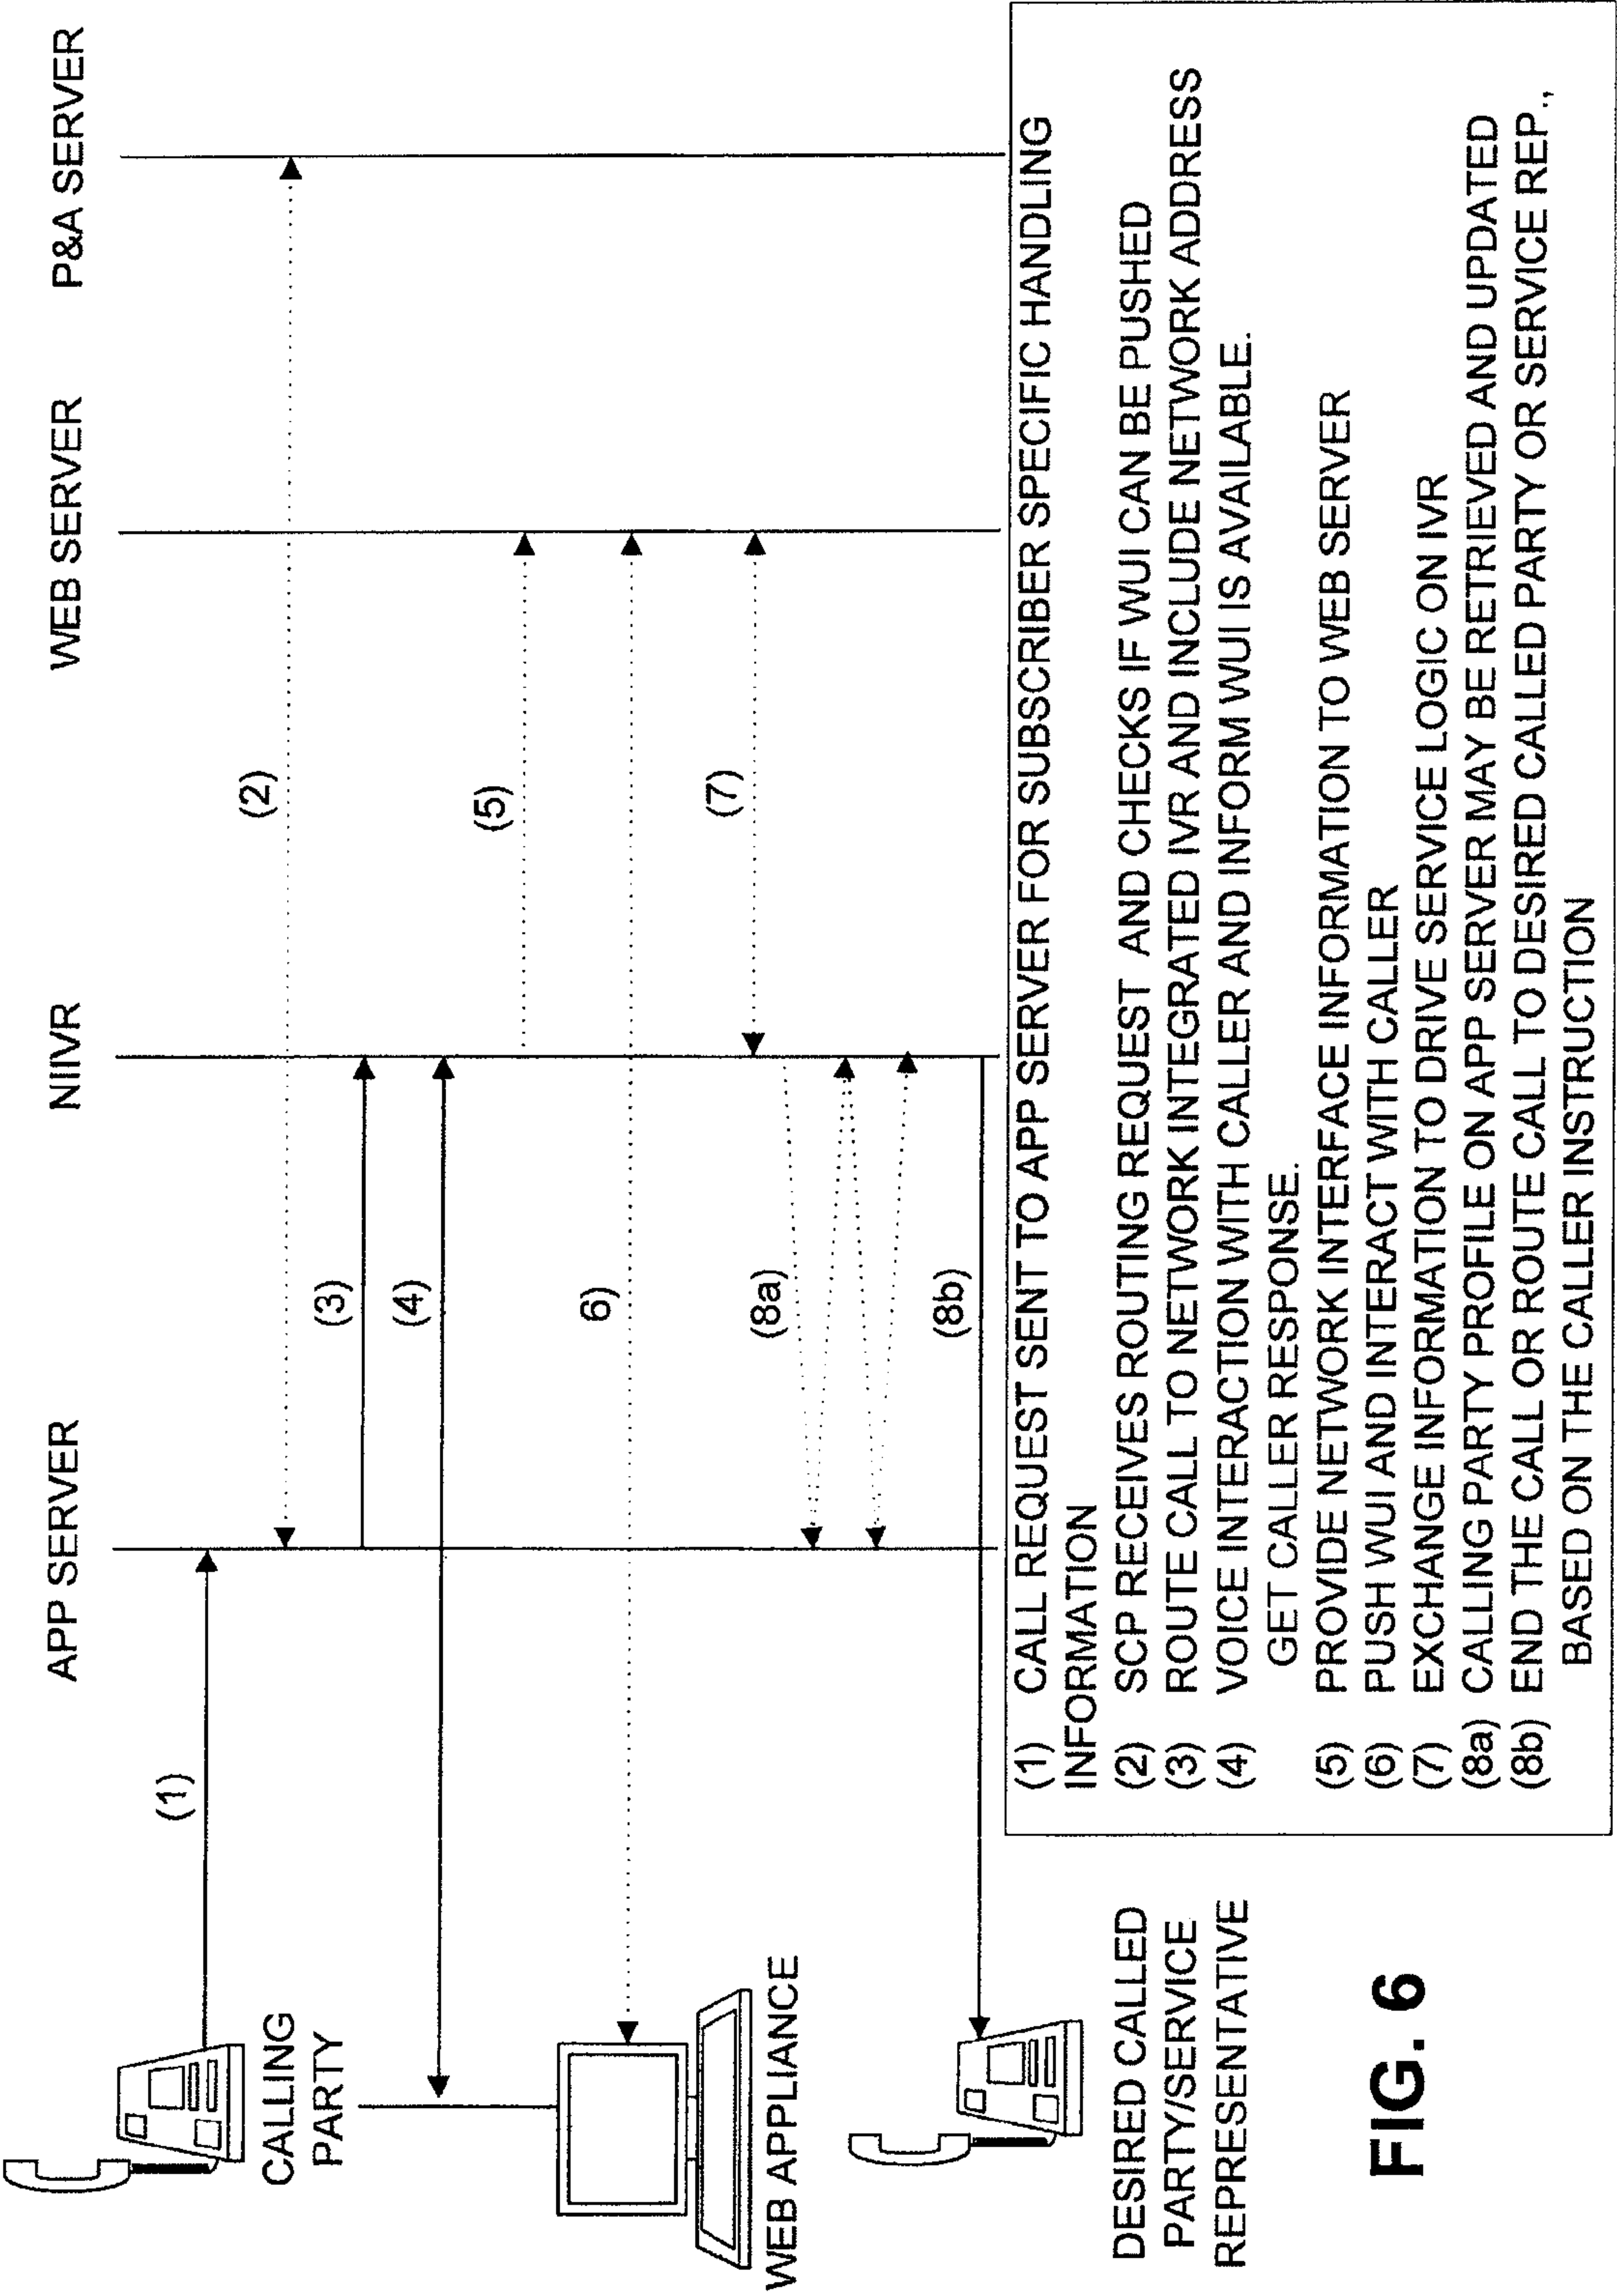 APP SERVER
NIIVR
WEB SERVER
P&A SERVER
(1)
(2)
(3)
(4)
(5)
6)
(7)
(8a)
(8b)
CALLING
PARTY
WEB APPLIANCE
DESIRED CALLED
PARTY/SERVICE
REPRESENTATIVE
(1) CALL REQUEST SENT TO APP SERVER FOR SUBSCRIBER SPECIFIC HANDLING
INFORMATION
(2) SCP RECEIVES ROUTING REQUEST AND CHECKS IF WUI CAN BE PUSHED
(3) ROUTE CALL TO NETWORK INTEGRATED IVR AND INCLUDE NETWORK ADDRESS
(4) VOICE INTERACTION WITH CALLER AND INFORM WUI IS AVAILABLE.
GET CALLER RESPONSE.
(5) PROVIDE NETWORK INTERFACE INFORMATION TO WEB SERVER
(6) PUSH WUI AND INTERACT WITH CALLER
(7) EXCHANGE INFORMATION TO DRIVE SERVICE LOGIC ON IVR
(8a) CALLING PARTY PROFILE ON APP SERVER MAY BE RETRIEVED AND UPDATED
(8b) END THE CALL OR ROUTE CALL TO DESIRED CALLED PARTY OR SERVICE REP.,
BASED ON THE CALLER INSTRUCTION
FIG. 6